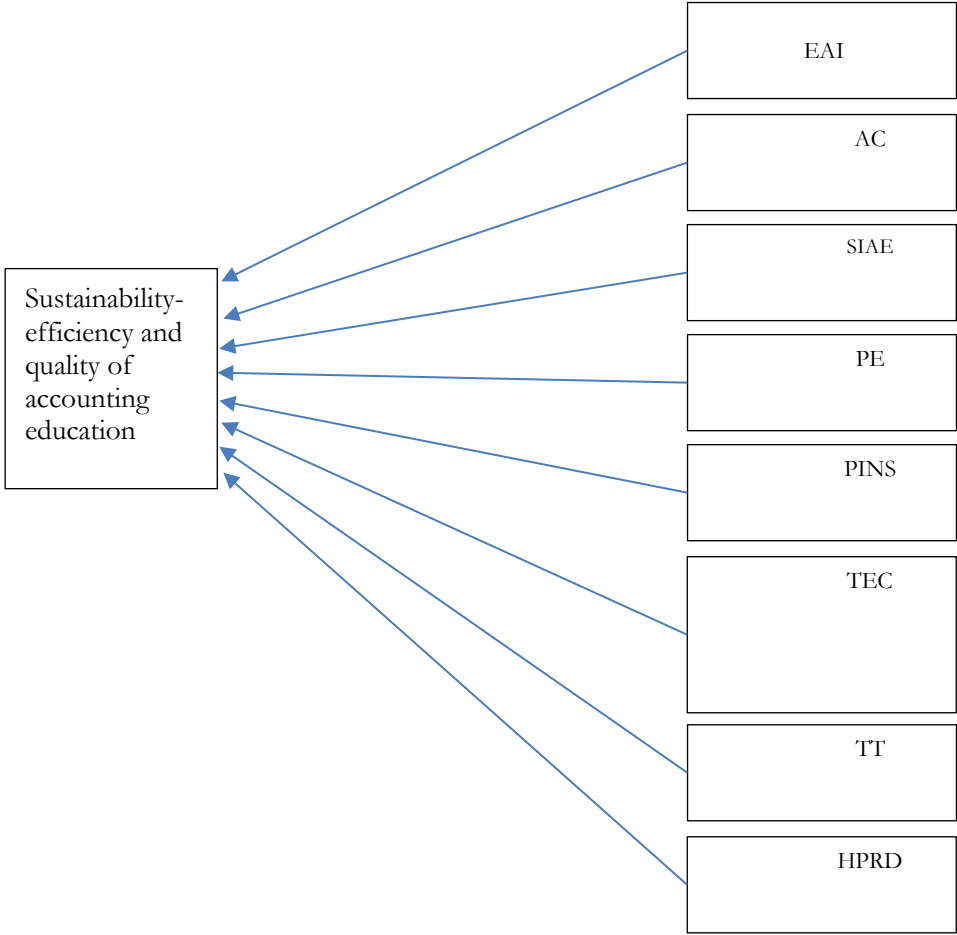 EAI
AC
SIAE
Sustainability-
efficiency and
quality of
accounting
education
PE
PINS
TEC
TT
HPRD